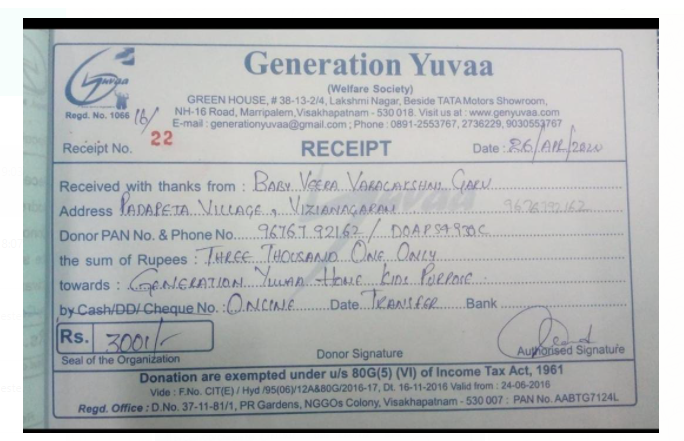 Yuvaa
Generation Yuvaa
(Welfare Society)
GREEN HOUSE, # 38-13-2/4, Lakshmi Nagar, Beside TATA Motors Showroom,
Regd. No. 1066 16/
NH-16 Road, Marripalem, Visakhapatnam - 530 018. Visit us at : www.genyuvaa.com
E-mail : generationyuvaa@gmail.com ; Phone : 0891-2553767, 2736229, 9030553767
Receipt No. 22
RECEIPT
Date : 26/APR/2020
Received with thanks from : BABY VEERA VARALAKSHMI GARU
Address PADAPETA VILLAGE, VIZIANAGARAM 9676792162
Donor PAN No. & Phone No. 96767 92162 /
the sum of Rupees : THREE THOUSAND ONE ONLY
towards : GENERATION YUVAA HOME KIDS PURPOSE
by Cash/DD/ Cheque No. : ONLINE Date TRANSFER Bank
Rs. 3001/-
Seal of the Organization
Donor Signature
Authorised Signature
Donation are exempted under u/s 80G(5) (VI) of Income Tax Act, 1961
Vide : F.No. CIT(E) / Hyd /95(06)/12A&80G/2016-17, Dt. 16-11-2016 Valid from : 24-06-2016
Regd. Office : D.No. 37-11-81/1, PR Gardens, NGGOs Colony, Visakhapatnam - 530 007 : PAN No. AABTG7124L